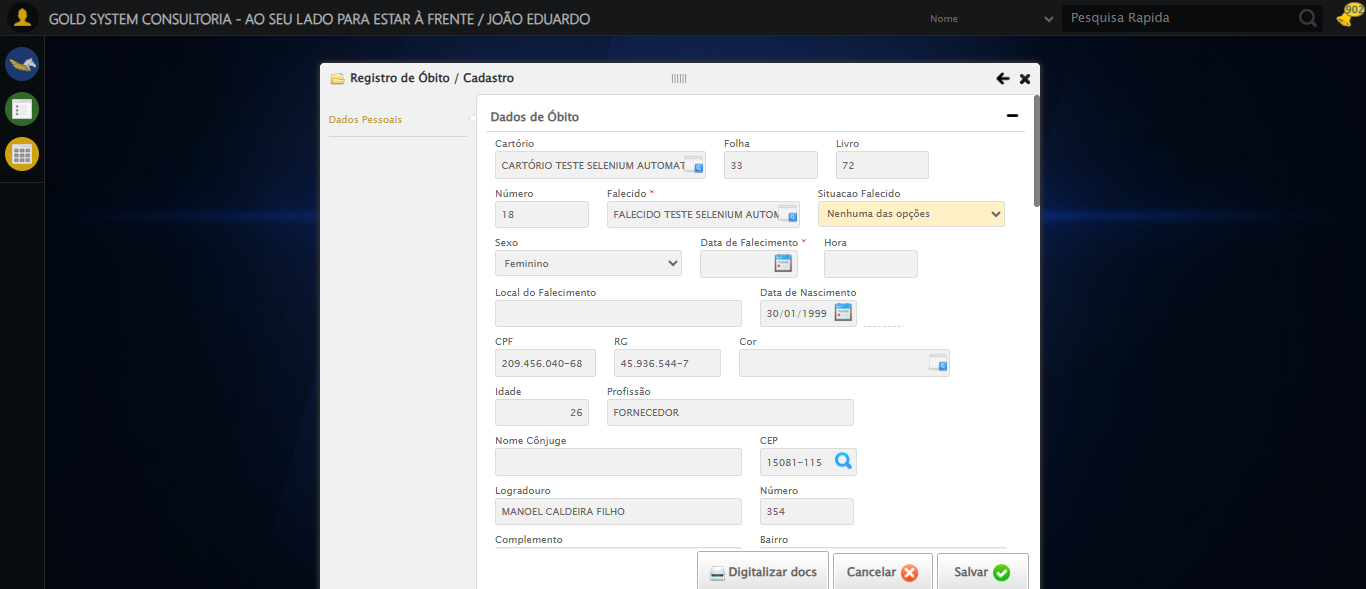 GOLD SYSTEM CONSULTORIA - AO SEU LADO PARA ESTAR À FRENTE / JOÃO EDUARDO
Nome
Pesquisa Rapida
902
Registro de Óbito / Cadastro
Dados Pessoais
Dados de Óbito
Cartório Folha Livro
CARTÓRIO TESTE SELENIUM AUTOMAT 33 72
Número Falecido * Situacao Falecido
18 FALECIDO TESTE SELENIUM AUTOM Nenhuma das opções
Sexo Data de Falecimento * Hora
Feminino
Local do Falecimento Data de Nascimento
30/01/1999
CPF RG Cor
209.456.040-68 45.936.544-7
Idade Profissão
26 FORNECEDOR
Nome Cônjuge CEP
15081-115
Logradouro Número
MANOEL CALDEIRA FILHO 354
Complemento Bairro
Digitalizar docs Cancelar Salvar